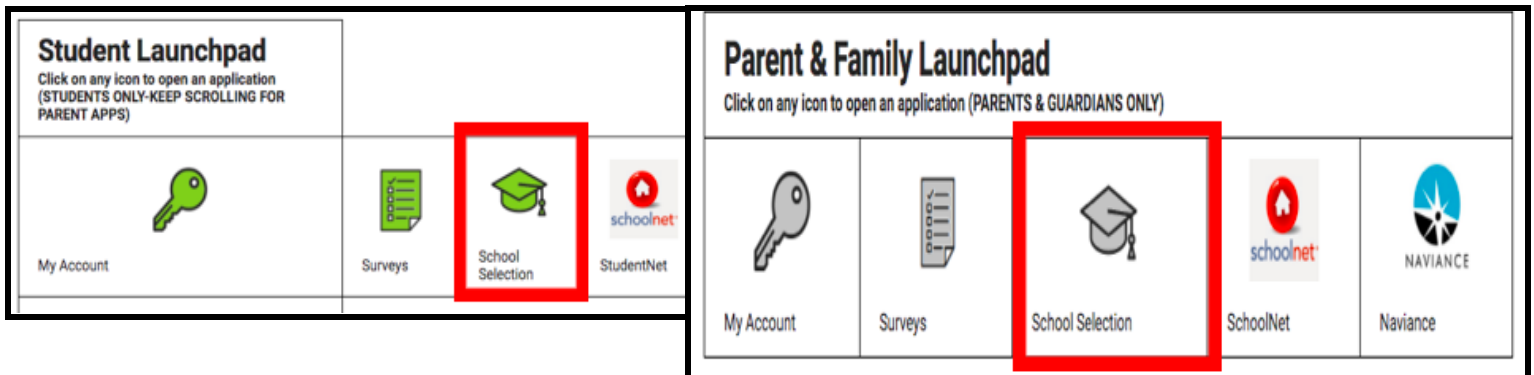 Student Launchpad
Click on any icon to open an application
(STUDENTS ONLY-KEEP SCROLLING FOR
PARENT APPS)
My Account
Surveys
School
Selection
schoolnet
StudentNet
Parent & Family Launchpad
Click on any icon to open an application (PARENTS & GUARDIANS ONLY)
My Account
Surveys
School Selection
schoolnet
SchoolNet
NAVIANCE
Naviance